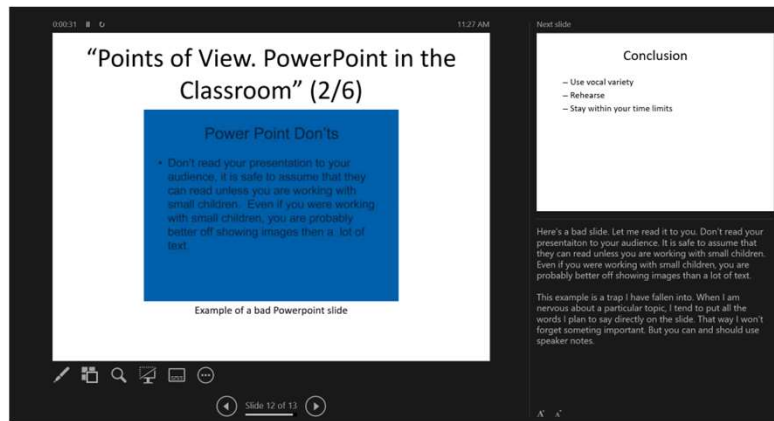 0:00:31
11:27 AM
Next slide
“Points of View. PowerPoint in the
Classroom” (2/6)
Power Point Don'ts
• Don't read your presentation to your
audience, it is safe to assume that they
can read unless you are working with
small children. Even if you were working
with small children, you are probably
better off showing images then a lot of
text
Example of a bad Powerpoint slide
Slide 12 of 13
Conclusion
– Use vocal variety
– Rehearse
– Stay within your time limits
Here's a bad slide. Let me read it to you. Don't read your
presentaiton to your audience. It is safe to assume that
they can read unless you are working with small children.
Even if you were working with small children, you are
probably better off showing images than a lot of text.
This example is a trap I have fallen into. When I am
nervous about a particular topic, I tend to put all the
words I plan to say directly on the slide. That way I won't
forget someting important. But you can and should use
speaker notes.
A A